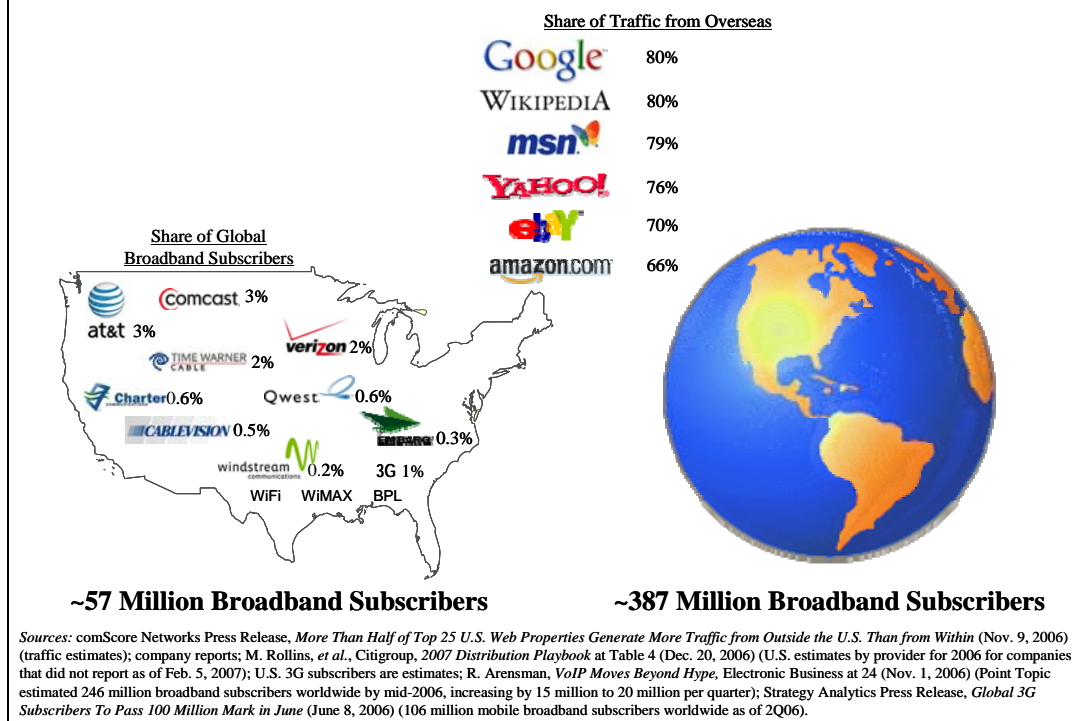 Share of Traffic from Overseas
Google 80%
WIKIPEDIA 80%
msn 79%
YAHOO! 76%
ebY 70%
amazon.com 66%
Share of Global
Broadband Subscribers
comcast 3%
at&t 3%
verizon 2%
TIME WARNER
CABLE 2%
Charter 0.6%
Qwest 0.6%
CABLEVISION 0.5%
EMBARQ 0.3%
windstream
communications 0.2%
3G 1%
WiFi WiMAX BPL
~57 Million Broadband Subscribers
~387 Million Broadband Subscribers
Sources: comScore Networks Press Release, More Than Half of Top 25 U.S. Web Properties Generate More Traffic from Outside the U.S. Than from Within (Nov. 9, 2006)
(traffic estimates); company reports; M. Rollins, et al., Citigroup, 2007 Distribution Playbook at Table 4 (Dec. 20, 2006) (U.S. estimates by provider for 2006 for companies
that did not report as of Feb. 5, 2007); U.S. 3G subscribers are estimates; R. Arensman, VoIP Moves Beyond Hype, Electronic Business at 24 (Nov. 1, 2006) (Point Topic
estimated 246 million broadband subscribers worldwide by mid-2006, increasing by 15 million to 20 million per quarter); Strategy Analytics Press Release, Global 3G
Subscribers To Pass 100 Million Mark in June (June 8, 2006) (106 million mobile broadband subscribers worldwide as of 2Q06).